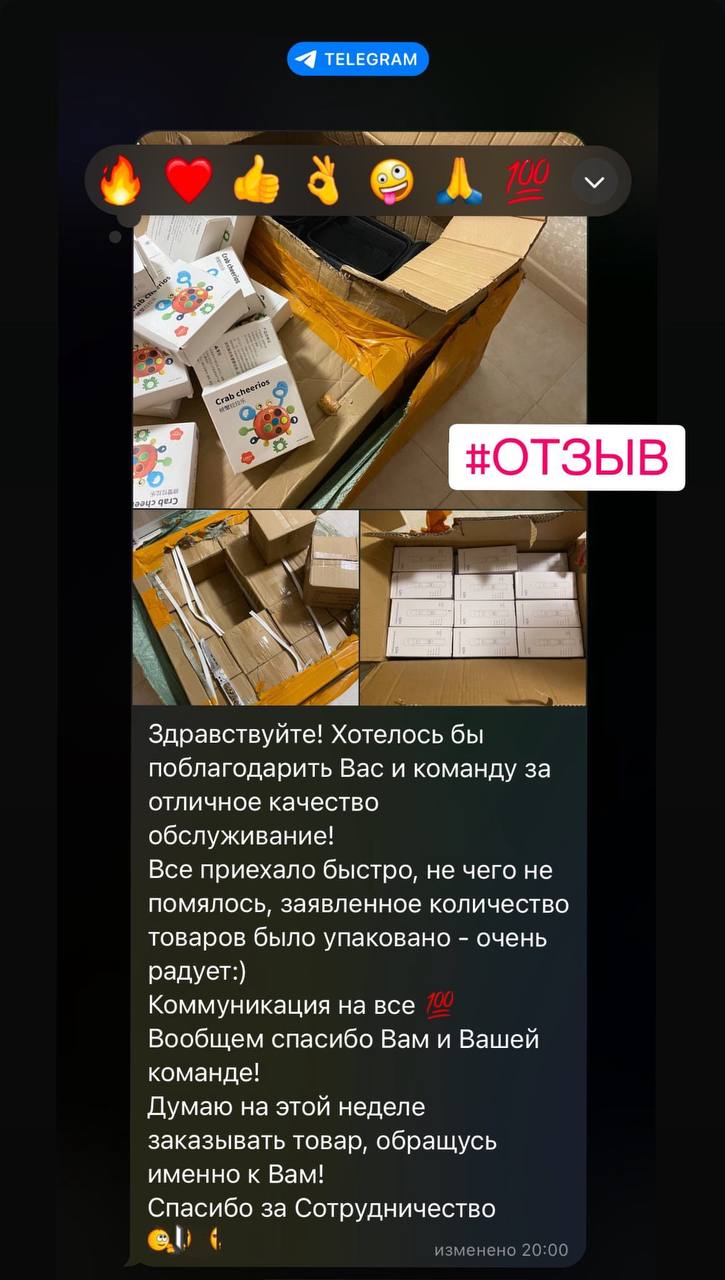 TELEGRAM
Crab cheerios
Crab cheerios
Crab cheerios
#ОТЗЫВ
Здравствуйте! Хотелось бы
поблагодарить Вас и команду за
отличное качество
обслуживание!
Все приехало быстро, не чего не
помялось, заявленное количество
товаров было упаковано - очень
радует:)
Коммуникация на все 💯
Вообщем спасибо Вам и Вашей
команде!
Думаю на этой неделе
заказывать товар, обращусь
именно к Вам!
Спасибо за Сотрудничество
изменено 20:00